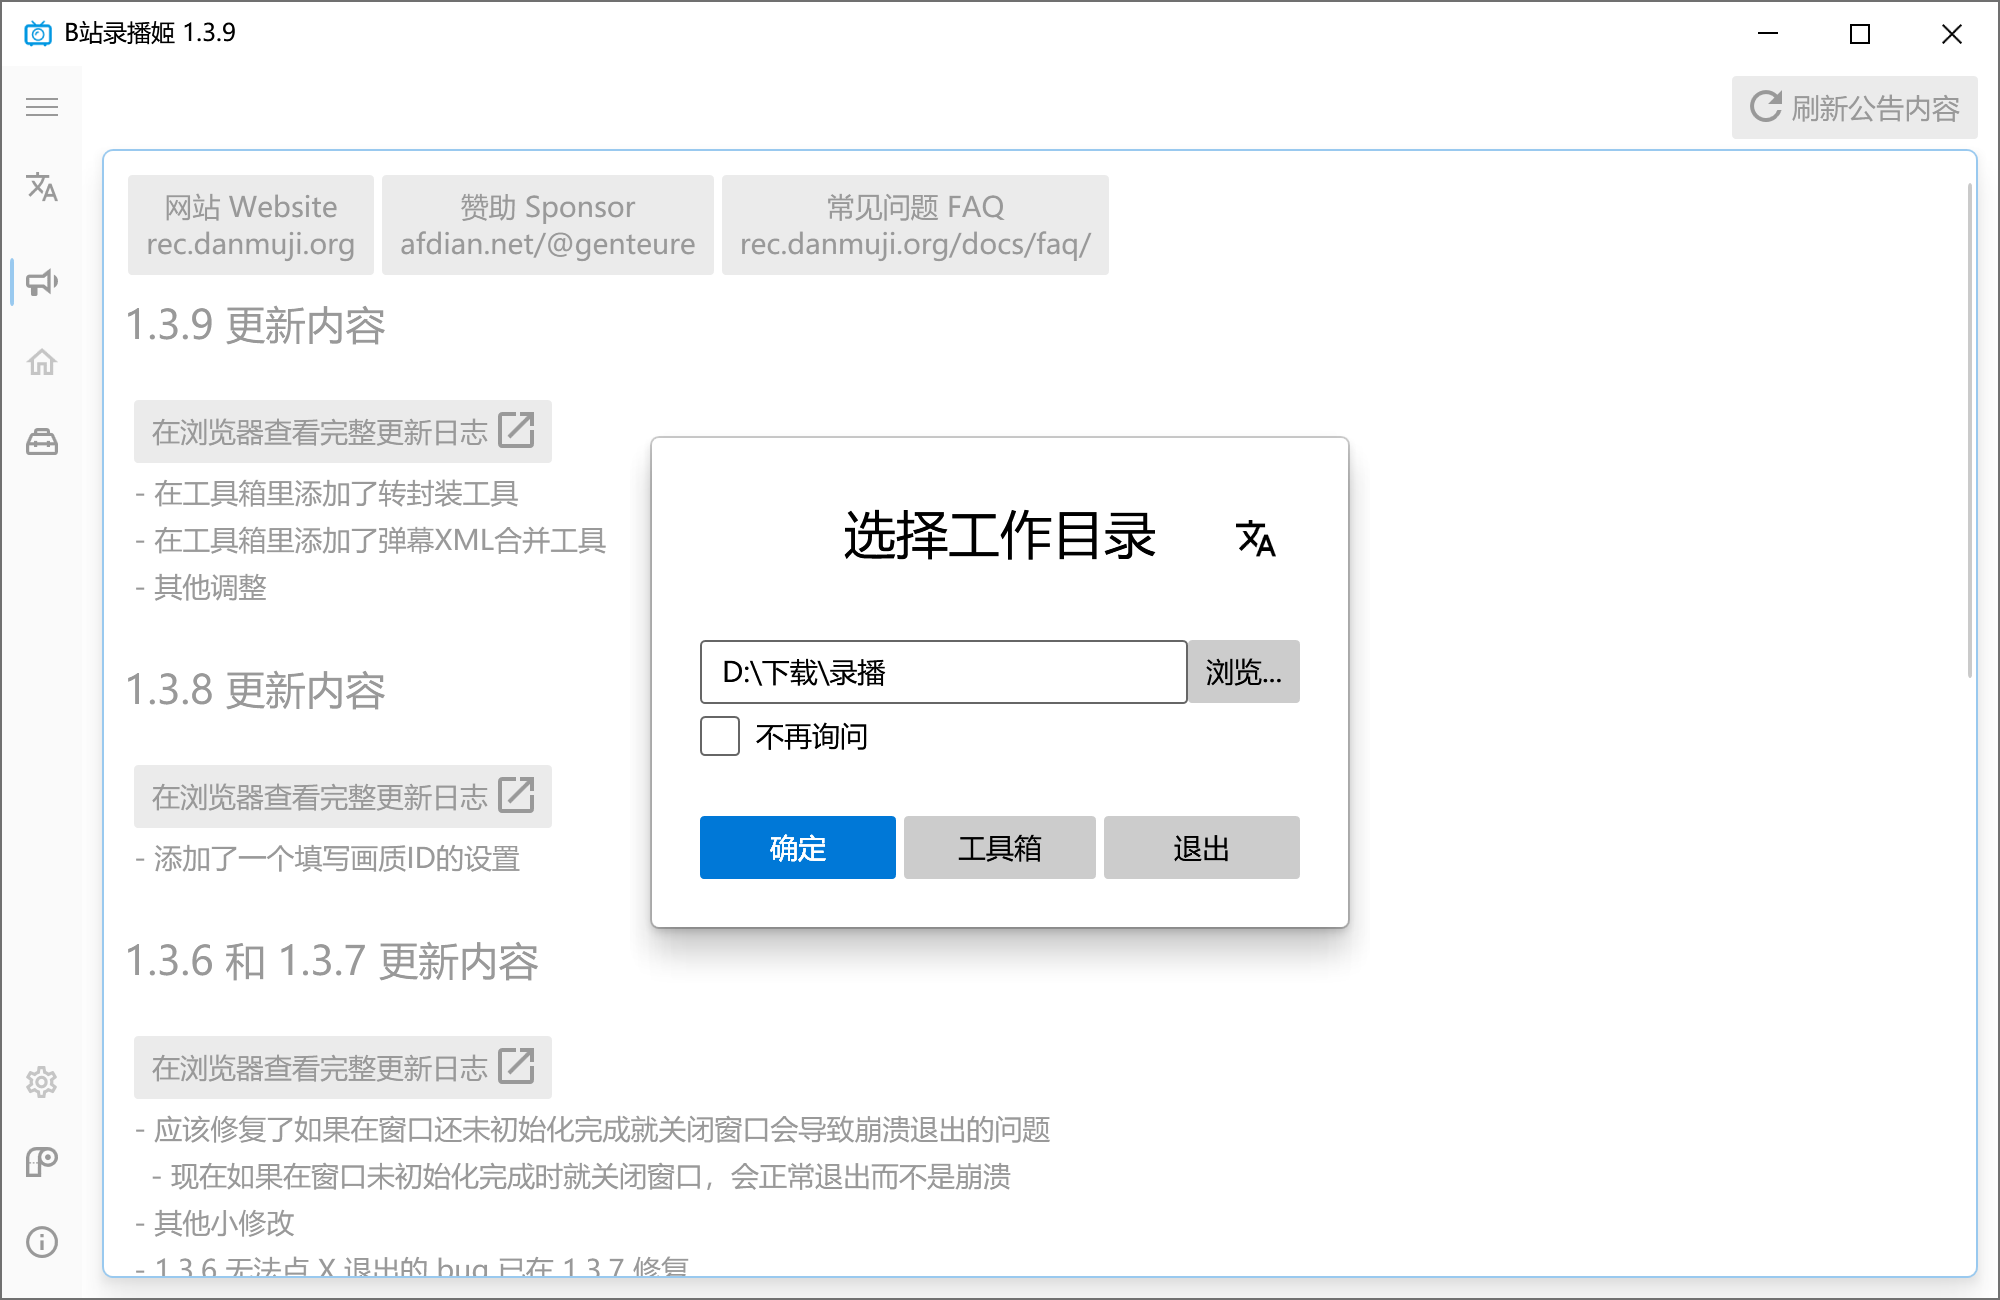 B站录播姬 1.3.9
刷新公告内容
网站 Website
rec.danmuji.org
赞助 Sponsor
afdian.net/@genteure
常见问题 FAQ
rec.danmuji.org/docs/faq/
1.3.9 更新内容
在浏览器查看完整更新日志
- 在工具箱里添加了转封装工具
- 在工具箱里添加了弹幕XML合并工具
- 其他调整
1.3.8 更新内容
在浏览器查看完整更新日志
- 添加了一个填写画质ID的设置
1.3.6 和 1.3.7 更新内容
在浏览器查看完整更新日志
- 应该修复了如果在窗口还未初始化完成就关闭窗口会导致崩溃退出的问题
- 现在如果在窗口未初始化完成时就关闭窗口，会正常退出而不是崩溃
- 其他小修改
- 1.3.6 无法点 X 退出的 bug 已在 1.3.7 修复
选择工作目录
D:\下载\录播
浏览...
不再询问
确定
工具箱
退出